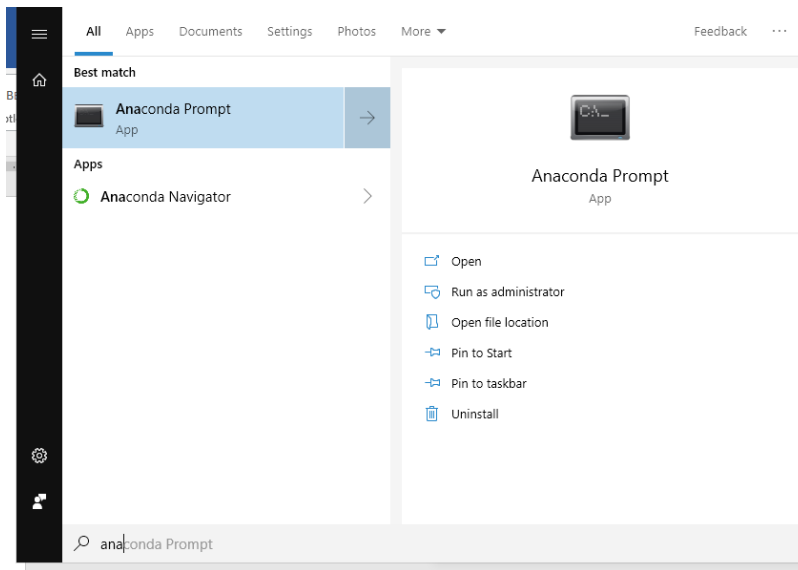 All Apps Documents Settings Photos More Feedback ...
Best match
Anaconda Prompt
App
Apps
Anaconda Navigator
C:\_
Anaconda Prompt
App
Open
Run as administrator
Open file location
Pin to Start
Pin to taskbar
Uninstall
anaconda Prompt